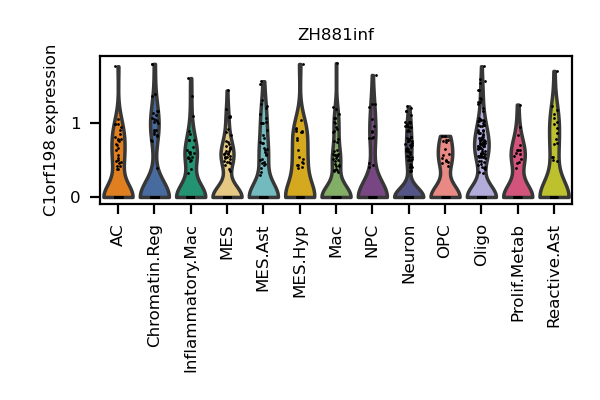 ZH881inf
C1orf198 expression
1
0
AC
Chromatin.Reg
Inflammatory.Mac
MES
MES.Ast
MES.Hyp
Mac
NPC
Neuron
OPC
Oligo
Prolif.Metab
Reactive.Ast